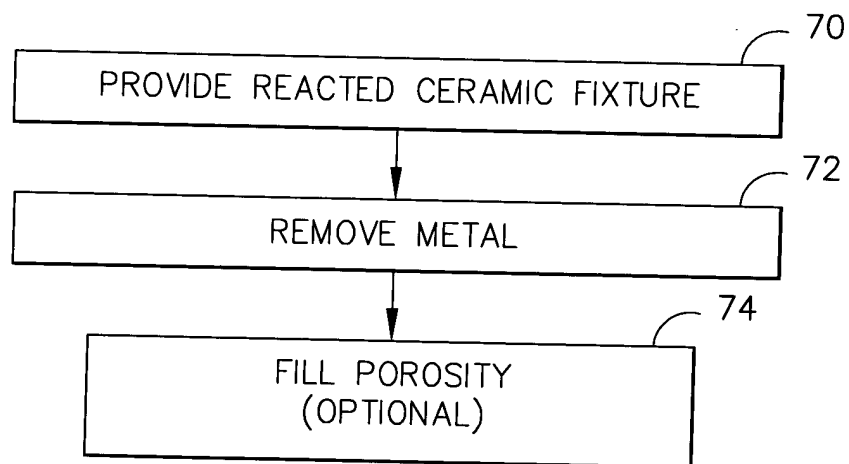 70
PROVIDE REACTED CERAMIC FIXTURE
72
REMOVE METAL
74
FILL POROSITY
(OPTIONAL)